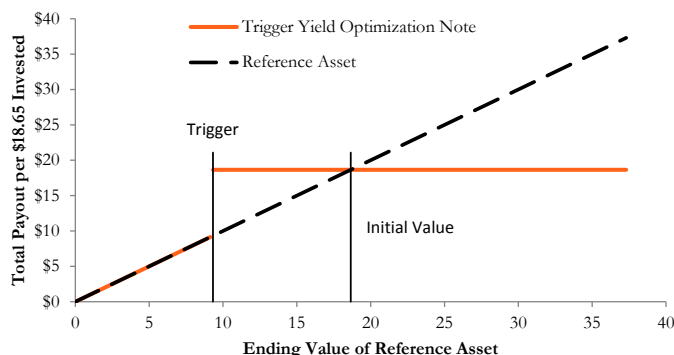 Trigger Yield Optimization Note
Reference Asset
$40
$35
$30
$25
$20
$15
$10
$5
$0
Total Payout per $18.65 Invested
Trigger
Initial Value
0 5 10 15 20 25 30 35 40
Ending Value of Reference Asset